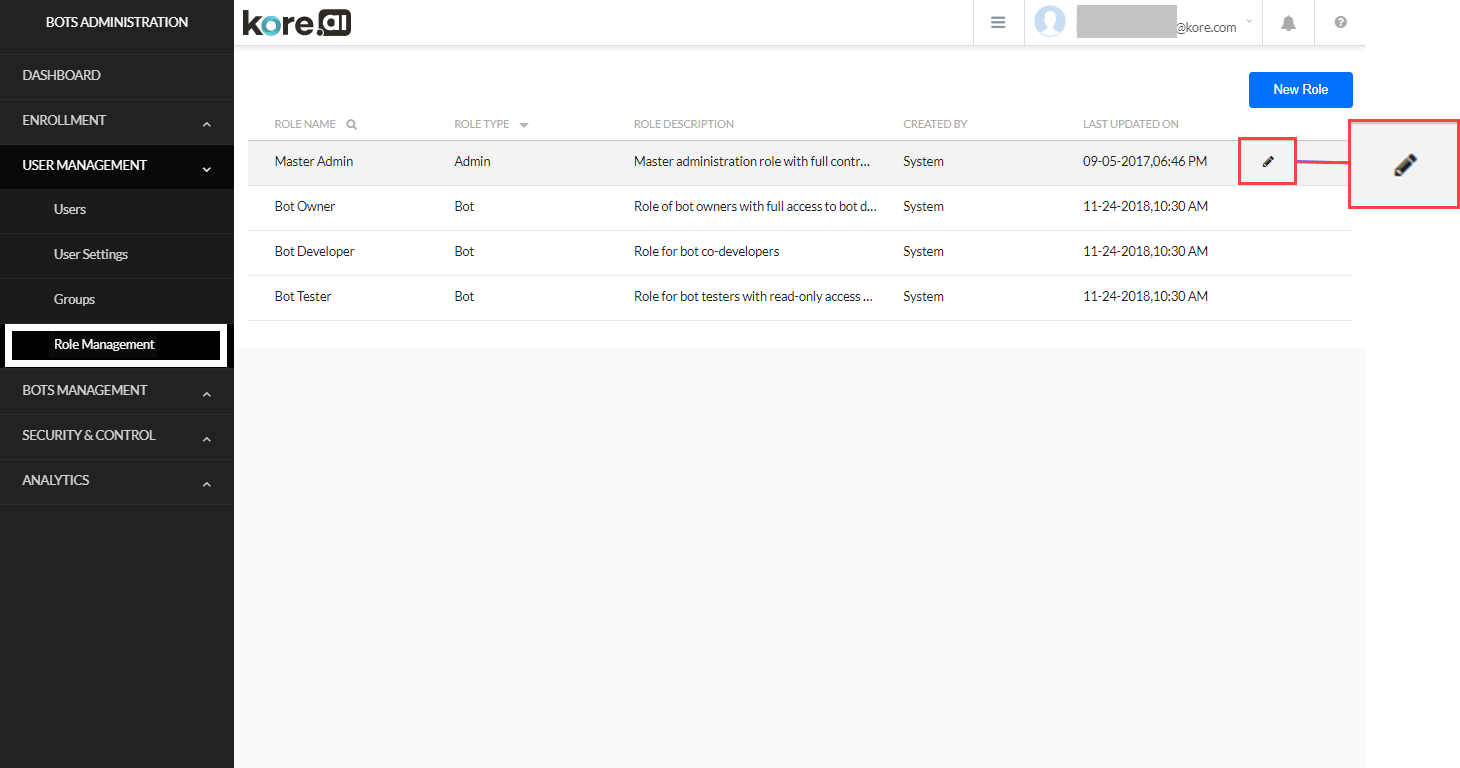 BOTS ADMINISTRATION
DASHBOARD
ENROLLMENT
USER MANAGEMENT
Users
User Settings
Groups
Role Management
BOTS MANAGEMENT
SECURITY & CONTROL
ANALYTICS
kore.ai
@kore.com
New Role
ROLE NAME ROLE TYPE ROLE DESCRIPTION CREATED BY LAST UPDATED ON
Master Admin Admin Master administration role with full contr... System 09-05-2017,06:46 PM
Bot Owner Bot Role of bot owners with full access to bot d... System 11-24-2018,10:30 AM
Bot Developer Bot Role for bot co-developers System 11-24-2018,10:30 AM
Bot Tester Bot Role for bot testers with read-only access ... System 11-24-2018,10:30 AM